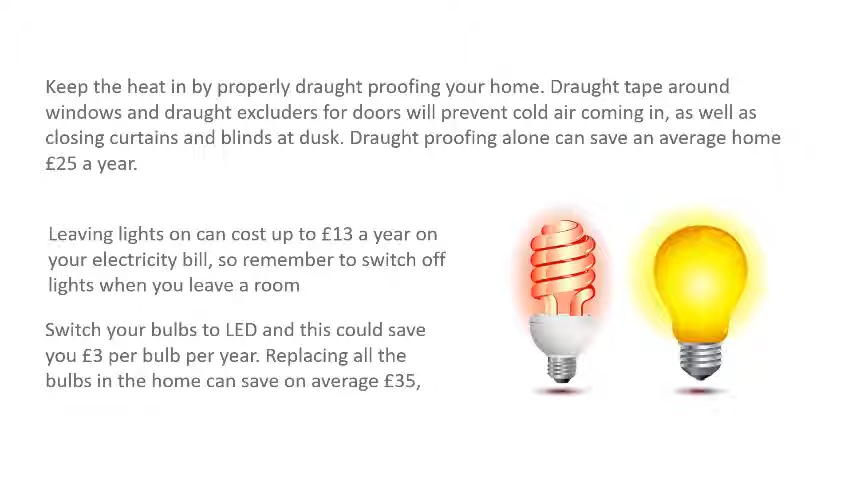 Keep the heat in by properly draught proofing your home. Draught tape around
windows and draught excluders for doors will prevent cold air coming in, as well as
closing curtains and blinds at dusk. Draught proofing alone can save an average home
£25 a year.
Leaving lights on can cost up to £13 a year on
your electricity bill, so remember to switch off
lights when you leave a room
Switch your bulbs to LED and this could save
you £3 per bulb per year. Replacing all the
bulbs in the home can save on average £35,